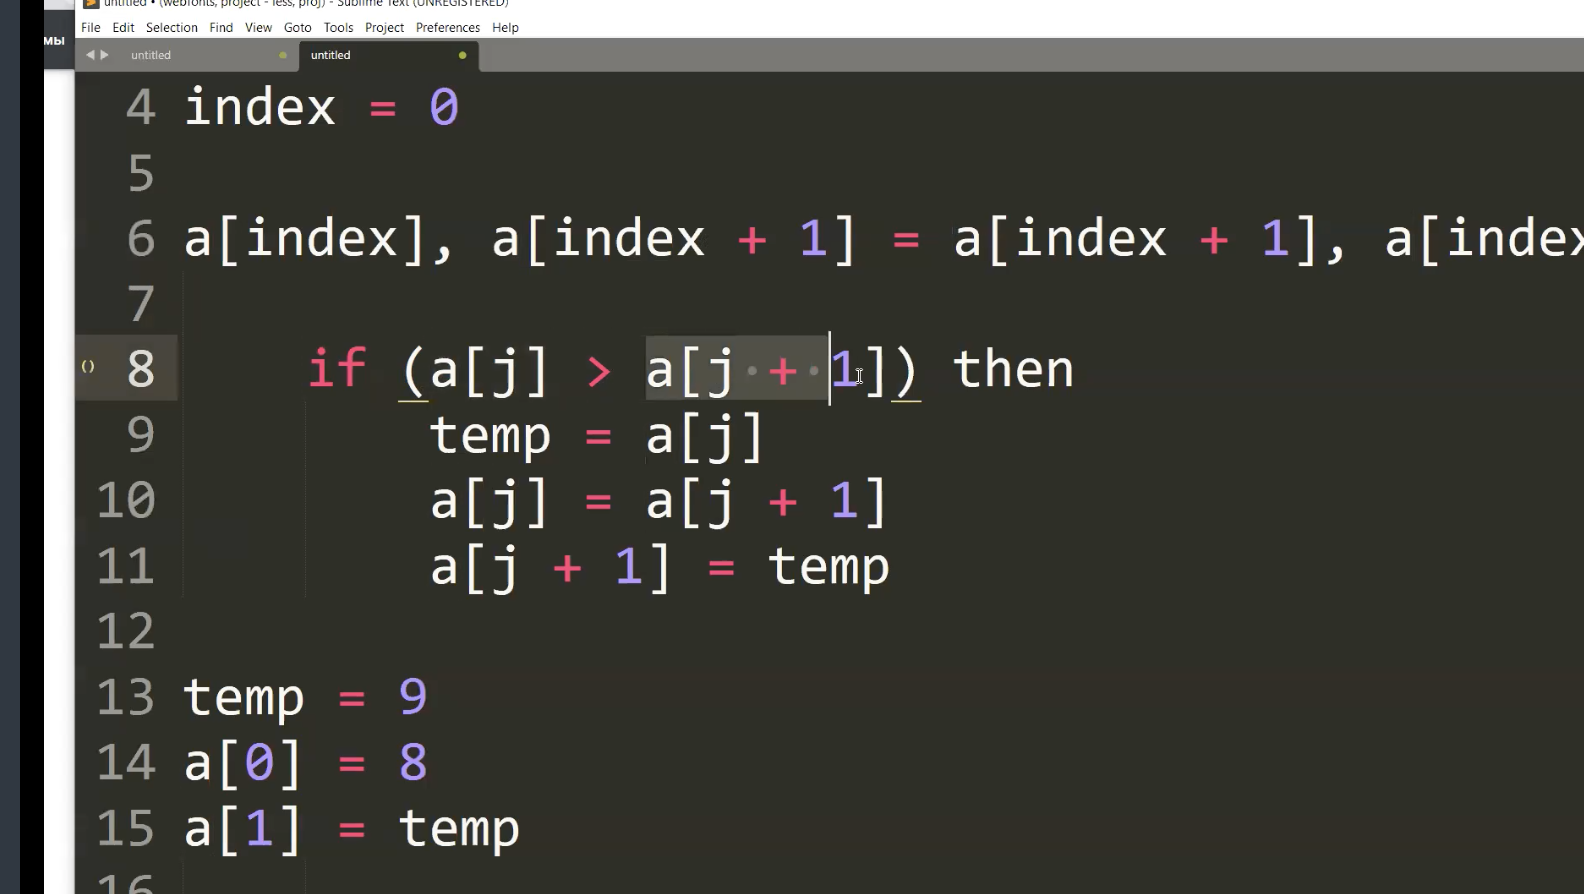 untitled • (webfonts, project - less, proj) - Sublime Text (UNREGISTERED)
File Edit Selection Find View Goto Tools Project Preferences Help
мы
untitled untitled
4 index = 0
5
6 a[index], a[index + 1] = a[index + 1], a[index
7
8 if (a[j] > a[j + 1]) then
9 temp = a[j]
10 a[j] = a[j + 1]
11 a[j + 1] = temp
12
13 temp = 9
14 a[0] = 8
15 a[1] = temp
16